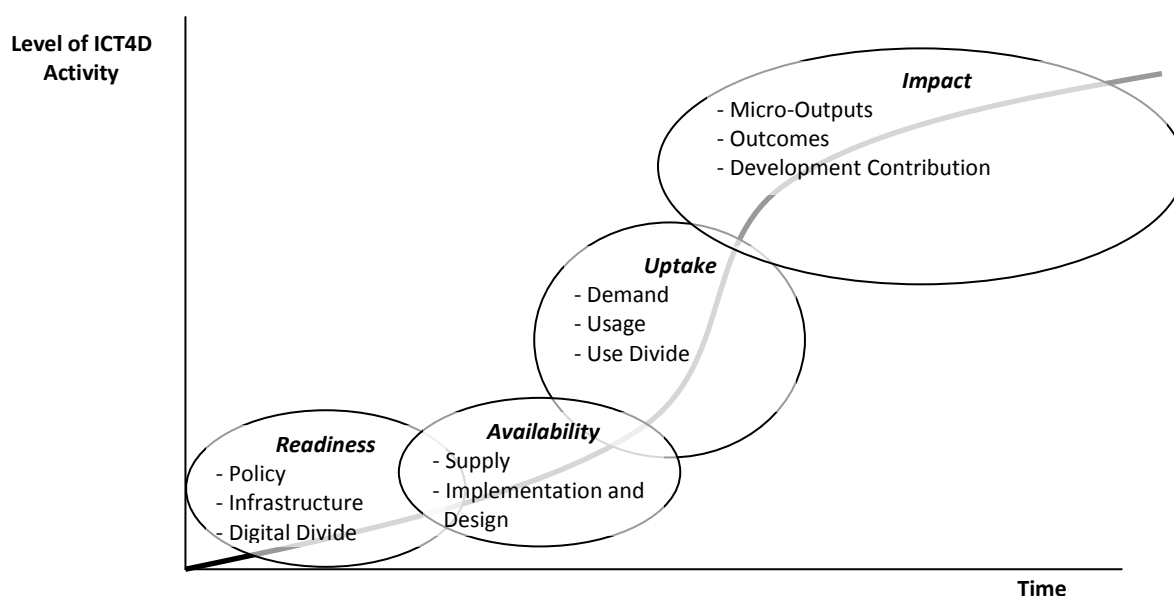 Level of ICT4D
Activity
Impact
- Micro-Outputs
- Outcomes
- Development Contribution
Uptake
- Demand
- Usage
- Use Divide
Readiness
- Policy
- Infrastructure
- Digital Divide
Availability
- Supply
- Implementation and
Design
Time